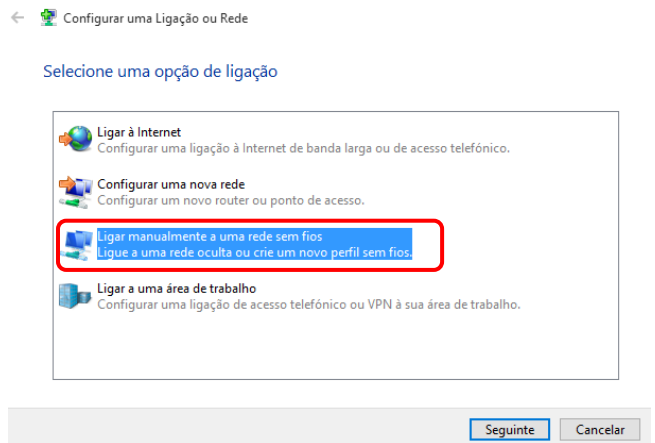 Configurar uma Ligação ou Rede
Selecione uma opção de ligação
Ligar à Internet
Configurar uma ligação à Internet de banda larga ou de acesso telefónico.
Configurar uma nova rede
Configurar um novo router ou ponto de acesso.
Ligar manualmente a uma rede sem fios
Ligue a uma rede oculta ou crie um novo perfil sem fios.
Ligar a uma área de trabalho
Configurar uma ligação de acesso telefónico ou VPN à sua área de trabalho.
Seguinte Cancelar